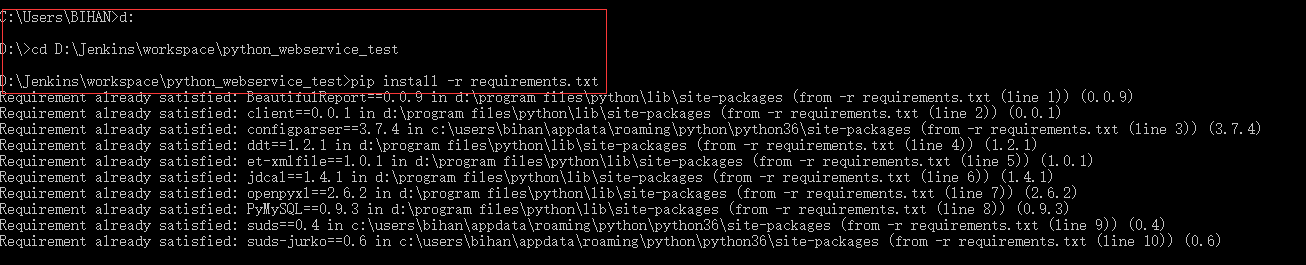 C:\Users\BIHAN>d:
D:\>cd D:\Jenkins\workspace\python_webservice_test
D:\Jenkins\workspace\python_webservice_test>pip install -r requirements.txt
Requirement already satisfied: BeautifulReport==0.0.9 in d:\program files\python\lib\site-packages (from -r requirements.txt (line 1)) (0.0.9)
Requirement already satisfied: client==0.0.1 in d:\program files\python\lib\site-packages (from -r requirements.txt (line 2)) (0.0.1)
Requirement already satisfied: configparser==3.7.4 in c:\users\bihan\appdata\roaming\python\python36\site-packages (from -r requirements.txt (line 3)) (3.7.4)
Requirement already satisfied: ddt==1.2.1 in d:\program files\python\lib\site-packages (from -r requirements.txt (line 4)) (1.2.1)
Requirement already satisfied: et-xmlfile==1.0.1 in d:\program files\python\lib\site-packages (from -r requirements.txt (line 5)) (1.0.1)
Requirement already satisfied: jdcal==1.4.1 in d:\program files\python\lib\site-packages (from -r requirements.txt (line 6)) (1.4.1)
Requirement already satisfied: openpyxl==2.6.2 in d:\program files\python\lib\site-packages (from -r requirements.txt (line 7)) (2.6.2)
Requirement already satisfied: PyMySQL==0.9.3 in d:\program files\python\lib\site-packages (from -r requirements.txt (line 8)) (0.9.3)
Requirement already satisfied: suds==0.4 in c:\users\bihan\appdata\roaming\python\python36\site-packages (from -r requirements.txt (line 9)) (0.4)
Requirement already satisfied: suds-jurko==0.6 in c:\users\bihan\appdata\roaming\python\python36\site-packages (from -r requirements.txt (line 10)) (0.6)